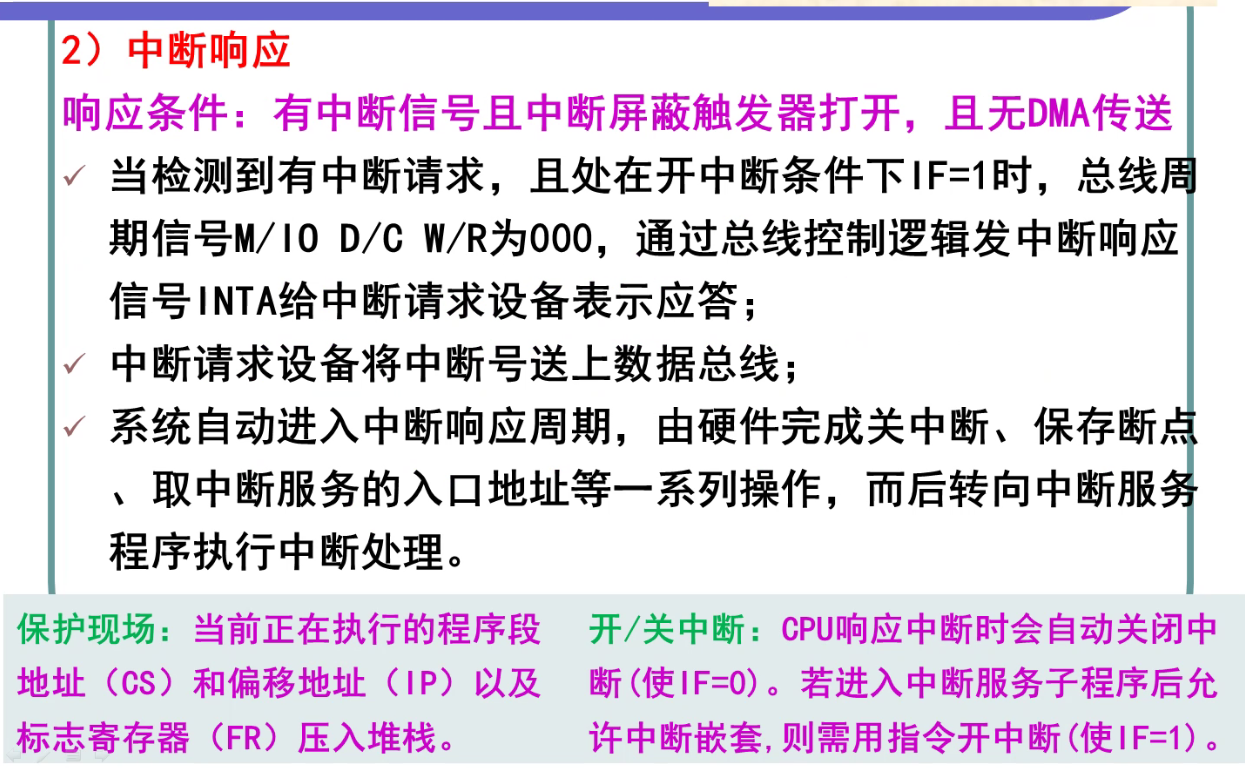 2）中断响应
响应条件：有中断信号且中断屏蔽触发器打开，且无DMA传送
✓ 当检测到有中断请求，且处在开中断条件下IF=1时，总线周
期信号M/IO D/C W/R为000，通过总线控制逻辑发中断响应
信号INTA给中断请求设备表示应答；
✓ 中断请求设备将中断号送上数据总线；
✓ 系统自动进入中断响应周期，由硬件完成关中断、保存断点
、取中断服务的入口地址等一系列操作，而后转向中断服务
程序执行中断处理。
保护现场：当前正在执行的程序段
地址（CS）和偏移地址（IP）以及
标志寄存器（FR）压入堆栈。
开/关中断：CPU响应中断时会自动关闭中
断(使IF=0)。若进入中断服务子程序后允
许中断嵌套,则需用指令开中断(使IF=1)。